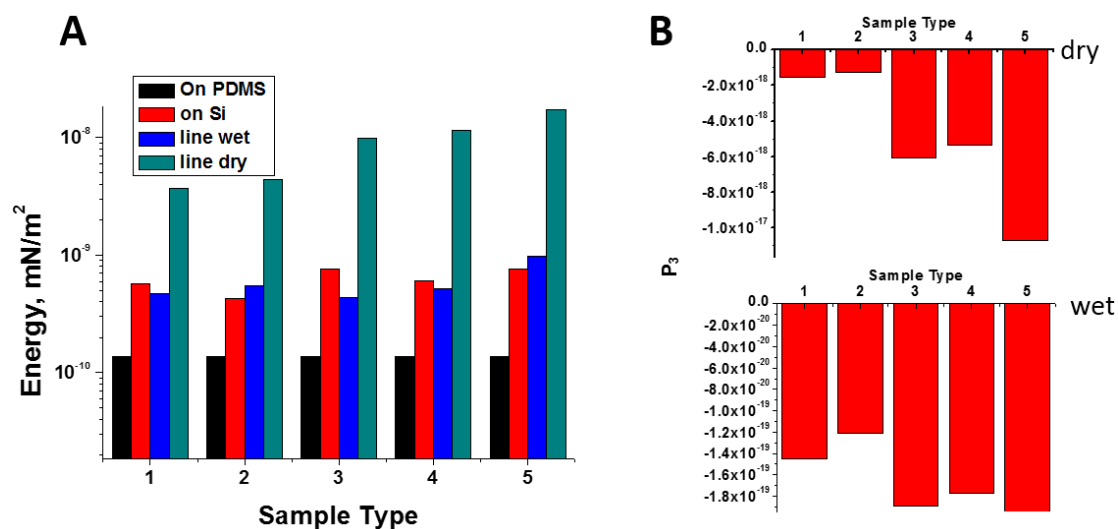 A
On PDMS
on Si
line wet
line dry
10⁻⁸
10⁻⁹
10⁻¹⁰
Energy, mN/m²
1 2 3 4 5
Sample Type
B
Sample Type
1 2 3 4 5
dry
0.0
-2.0x10⁻¹⁸
-4.0x10⁻¹⁸
-6.0x10⁻¹⁸
-8.0x10⁻¹⁸
-1.0x10⁻¹⁷
P₃
Sample Type
1 2 3 4 5
wet
0.0
-2.0x10⁻²⁰
-4.0x10⁻²⁰
-6.0x10⁻²⁰
-8.0x10⁻²⁰
-1.0x10⁻¹⁹
-1.2x10⁻¹⁹
-1.4x10⁻¹⁹
-1.6x10⁻¹⁹
-1.8x10⁻¹⁹